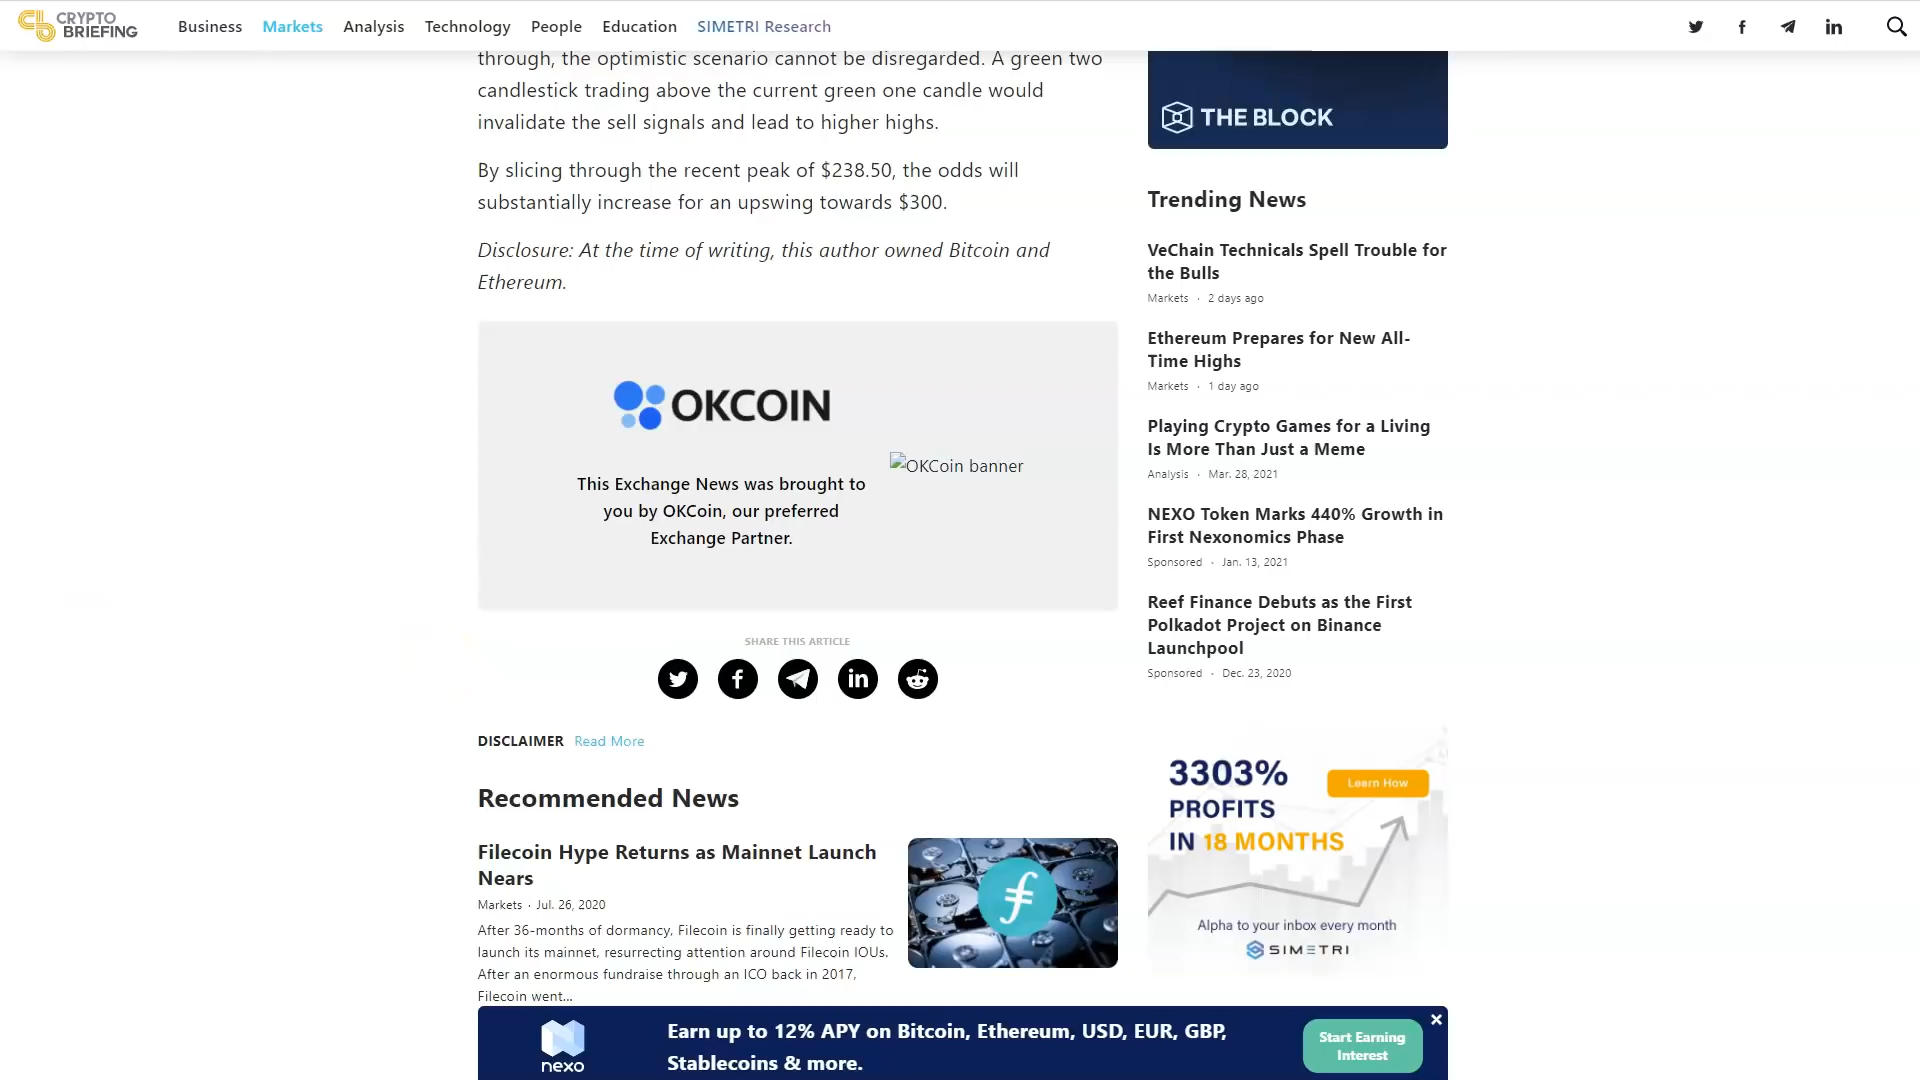 CRYPTO
BRIEFING
Business Markets Analysis Technology People Education SIMETRI Research
through, the optimistic scenario cannot be disregarded. A green two
candlestick trading above the current green one candle would
invalidate the sell signals and lead to higher highs.
By slicing through the recent peak of $238.50, the odds will
substantially increase for an upswing towards $300.
Disclosure: At the time of writing, this author owned Bitcoin and
Ethereum.
OKCOIN
This Exchange News was brought to
you by OKCoin, our preferred
Exchange Partner.
OKCoin banner
SHARE THIS ARTICLE
DISCLAIMER Read More
Recommended News
Filecoin Hype Returns as Mainnet Launch
Nears
Markets · Jul. 26, 2020
After 36-months of dormancy, Filecoin is finally getting ready to
launch its mainnet, resurrecting attention around Filecoin IOUs.
After an enormous fundraise through an ICO back in 2017,
Filecoin went...
THE BLOCK
Trending News
VeChain Technicals Spell Trouble for
the Bulls
Markets · 2 days ago
Ethereum Prepares for New All-
Time Highs
Markets · 1 day ago
Playing Crypto Games for a Living
Is More Than Just a Meme
Analysis · Mar. 28, 2021
NEXO Token Marks 440% Growth in
First Nexonomics Phase
Sponsored · Jan. 13, 2021
Reef Finance Debuts as the First
Polkadot Project on Binance
Launchpool
Sponsored · Dec. 23, 2020
3303%
PROFITS
IN 18 MONTHS
Learn How
Alpha to your inbox every month
SIMETRI
nexo
Earn up to 12% APY on Bitcoin, Ethereum, USD, EUR, GBP,
Stablecoins & more.
Start Earning
Interest